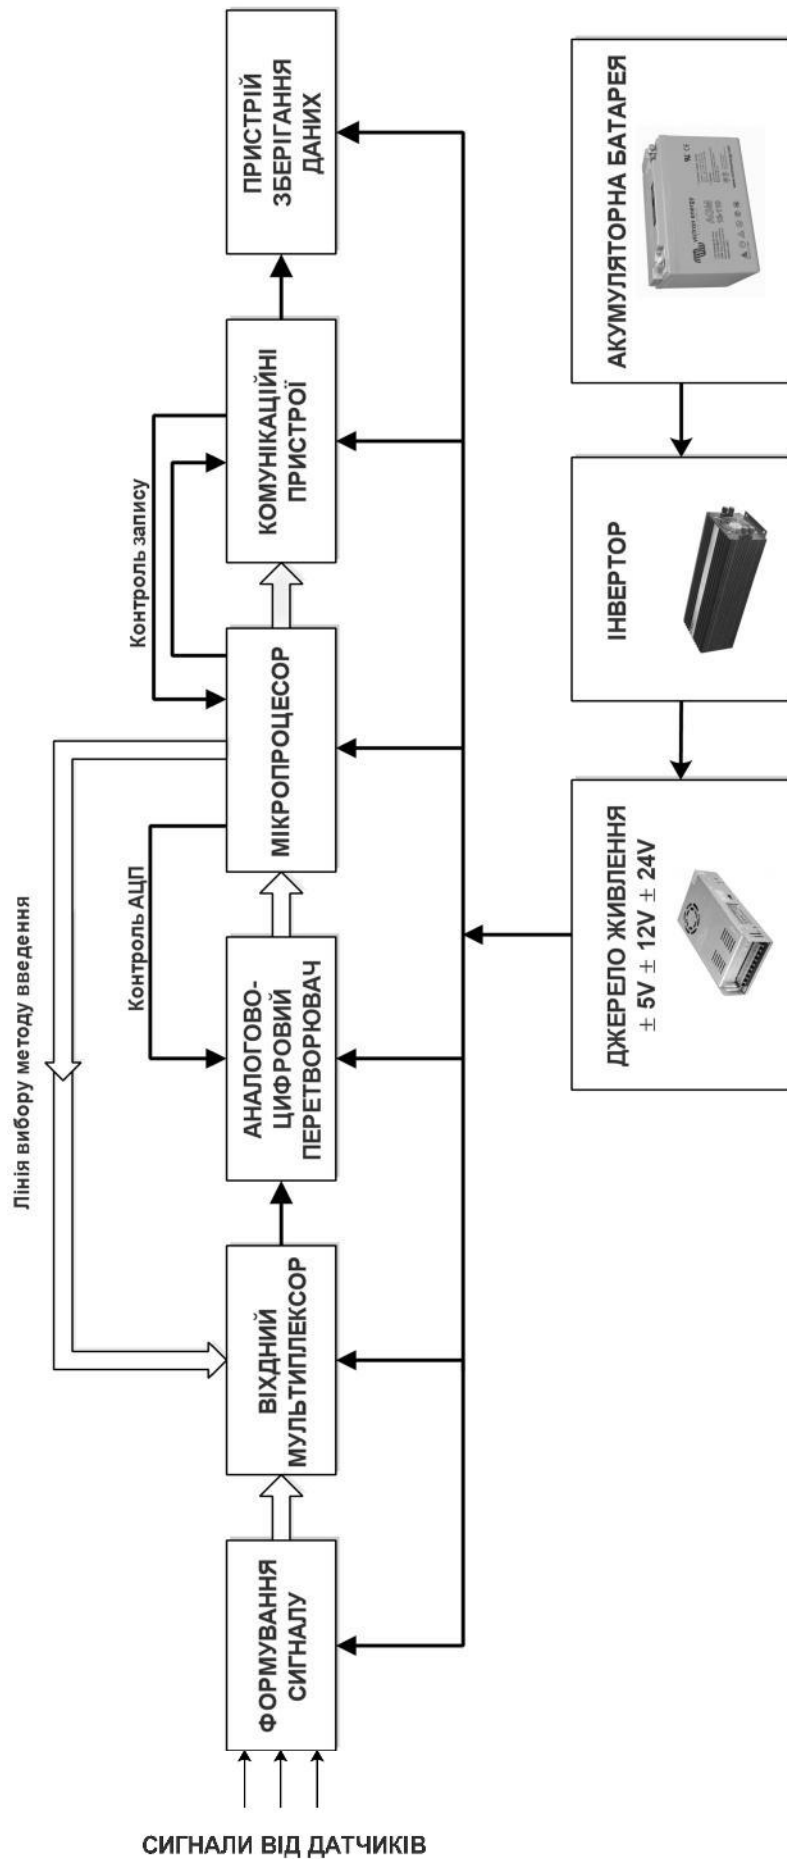 Лінія вибору методу введення
Контроль АЦП
Контроль запису
СИГНАЛИ ВІД ДАТЧИКІВ
ФОРМУВАННЯ
СИГНАЛУ
ВІХДНИЙ
МУЛЬТИПЛЕКСОР
АНАЛОГОВО-
ЦИФРОВИЙ
ПЕРЕТВОРЮВАЧ
МІКРОПРОЦЕСОР
КОМУНІКАЦІЙНІ
ПРИСТРОЇ
ПРИСТРІЙ
ЗБЕРІГАННЯ
ДАНИХ
ДЖЕРЕЛО ЖИВЛЕННЯ
± 5V ± 12V ± 24V
ІНВЕРТОР
АКУМУЛЯТОРНА БАТАРЕЯ